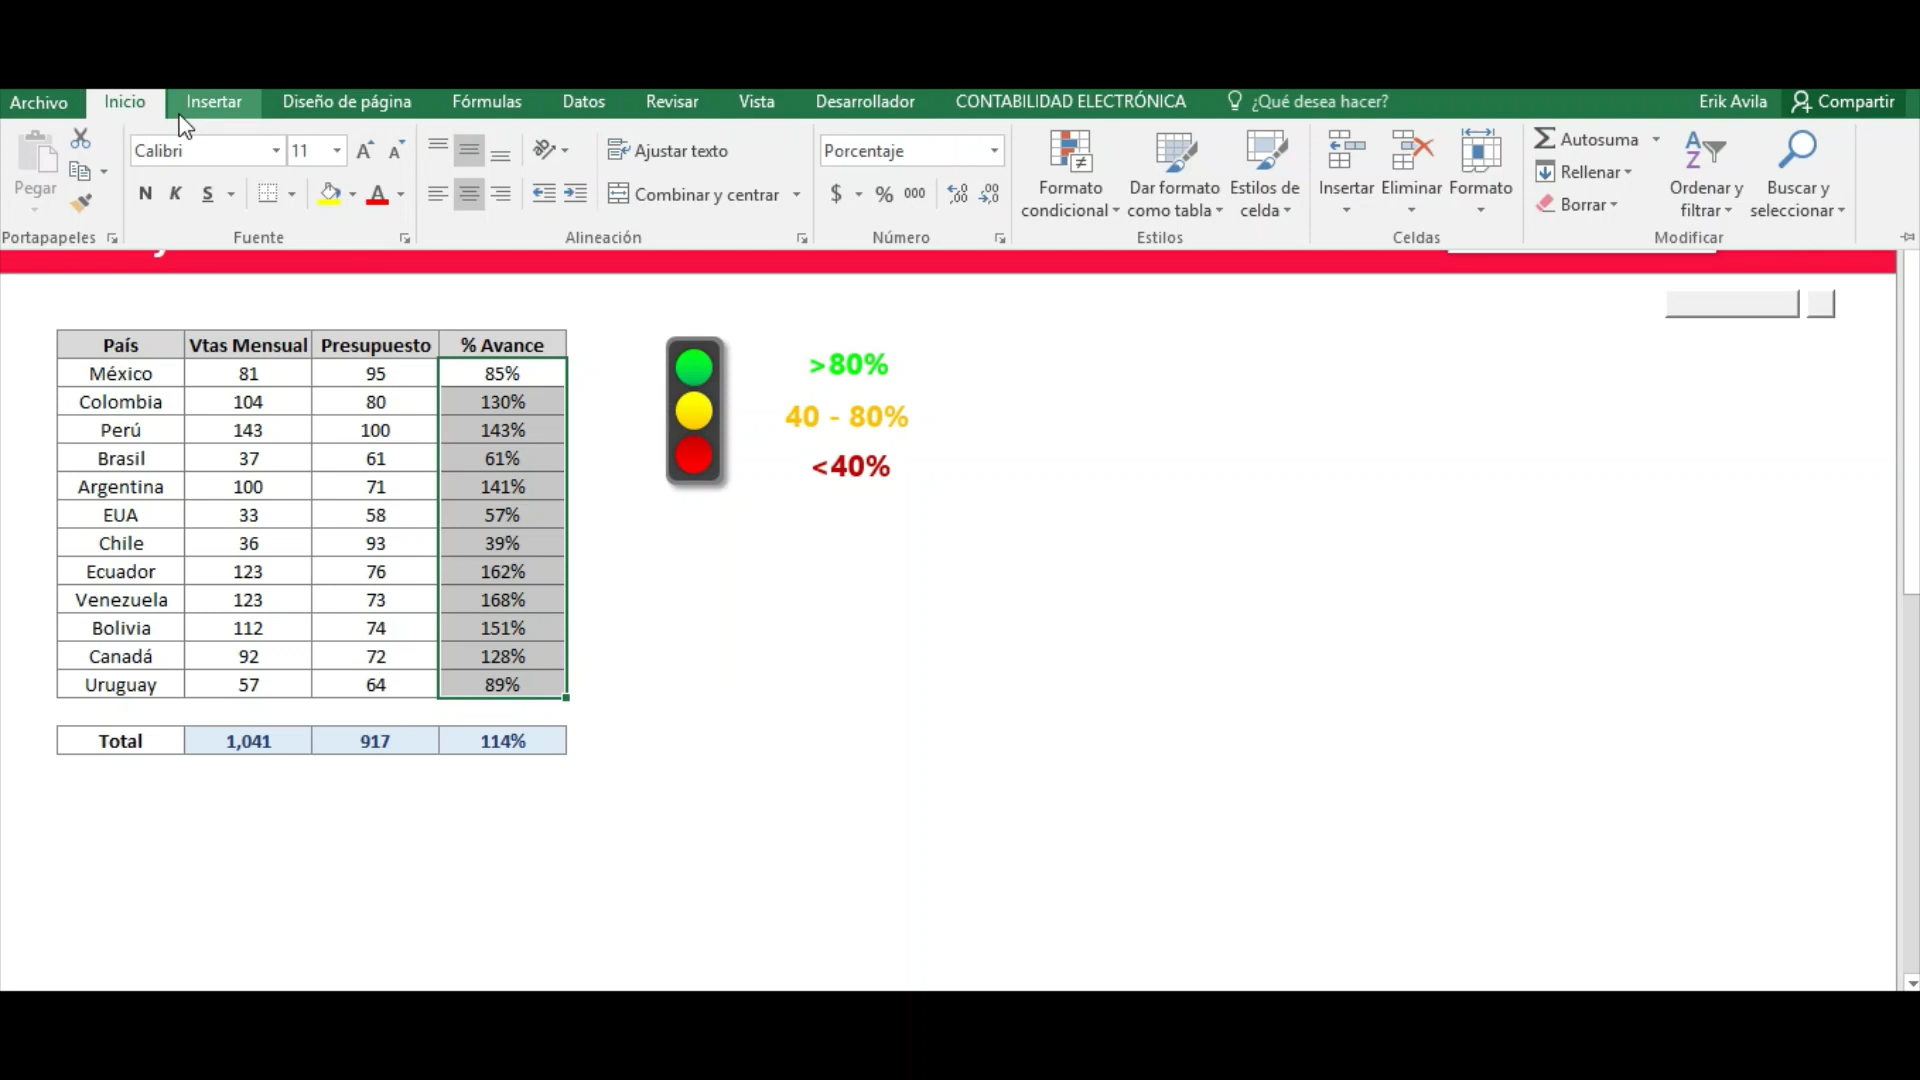 Archivo Inicio Insertar Diseño de página Fórmulas Datos Revisar Vista Desarrollador CONTABILIDAD ELECTRÓNICA ¿Qué desea hacer? Erik Avila Compartir
Pegar
Portapapeles
Calibri 11
N K S
Fuente
Ajustar texto
Combinar y centrar
Alineación
Porcentaje
$ % 000
Número
Formato condicional
Dar formato como tabla
Estilos de celda
Estilos
Insertar Eliminar Formato
Celdas
Autosuma
Rellenar
Borrar
Ordenar y filtrar
Buscar y seleccionar
Modificar
País Vtas Mensual Presupuesto % Avance
México 81 95 85%
Colombia 104 80 130%
Perú 143 100 143%
Brasil 37 61 61%
Argentina 100 71 141%
EUA 33 58 57%
Chile 36 93 39%
Ecuador 123 76 162%
Venezuela 123 73 168%
Bolivia 112 74 151%
Canadá 92 72 128%
Uruguay 57 64 89%
Total 1,041 917 114%
>80%
40 - 80%
<40%